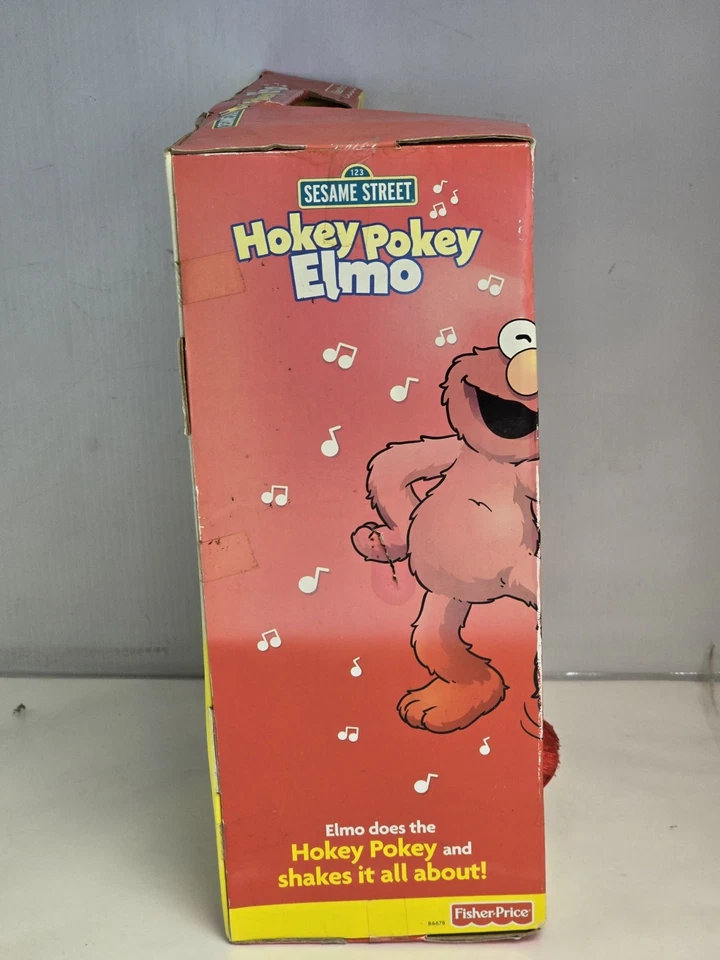 123
SESAME STREET
Hokey Pokey
Elmo
Elmo does the
Hokey Pokey and
shakes it all about!
Fisher-Price